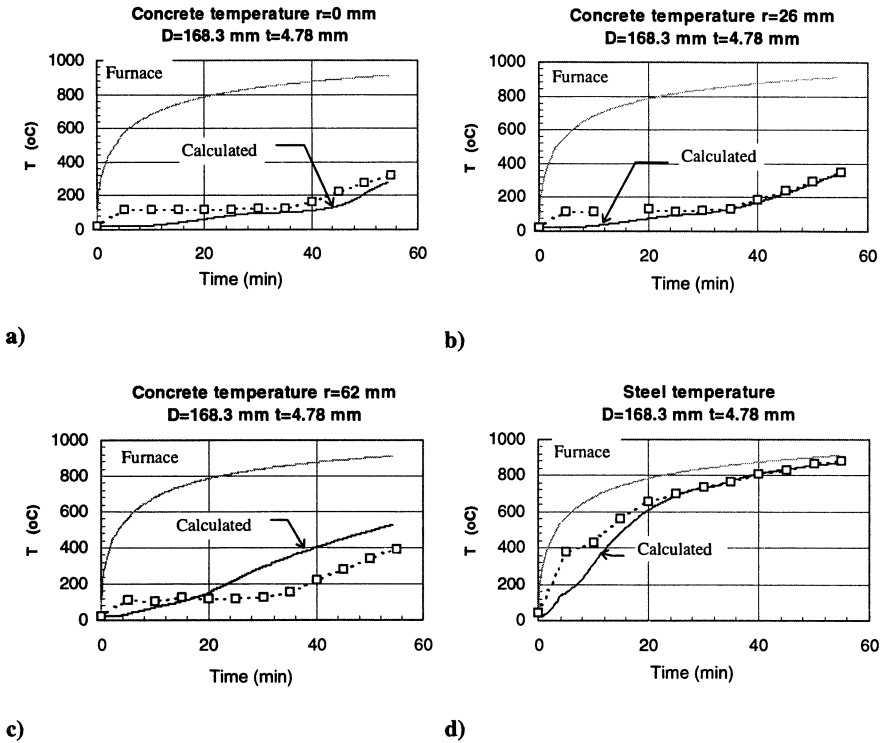 Concrete temperature r=0 mm
D=168.3 mm t=4.78 mm
1000
800
600
400
200
0
T (oC)
Furnace
Calculated
0
20
40
60
Time (min)
a)
Concrete temperature r=26 mm
D=168.3 mm t=4.78 mm
1000
800
600
400
200
0
T (oC)
Furnace
Calculated
0
20
40
60
Time (min)
b)
Concrete temperature r=62 mm
D=168.3 mm t=4.78 mm
1000
800
600
400
200
0
T (oC)
Furnace
Calculated
0
20
40
60
Time (min)
c)
Steel temperature
D=168.3 mm t=4.78 mm
1000
800
600
400
200
0
T (oC)
Furnace
Calculated
0
20
40
60
Time (min)
d)